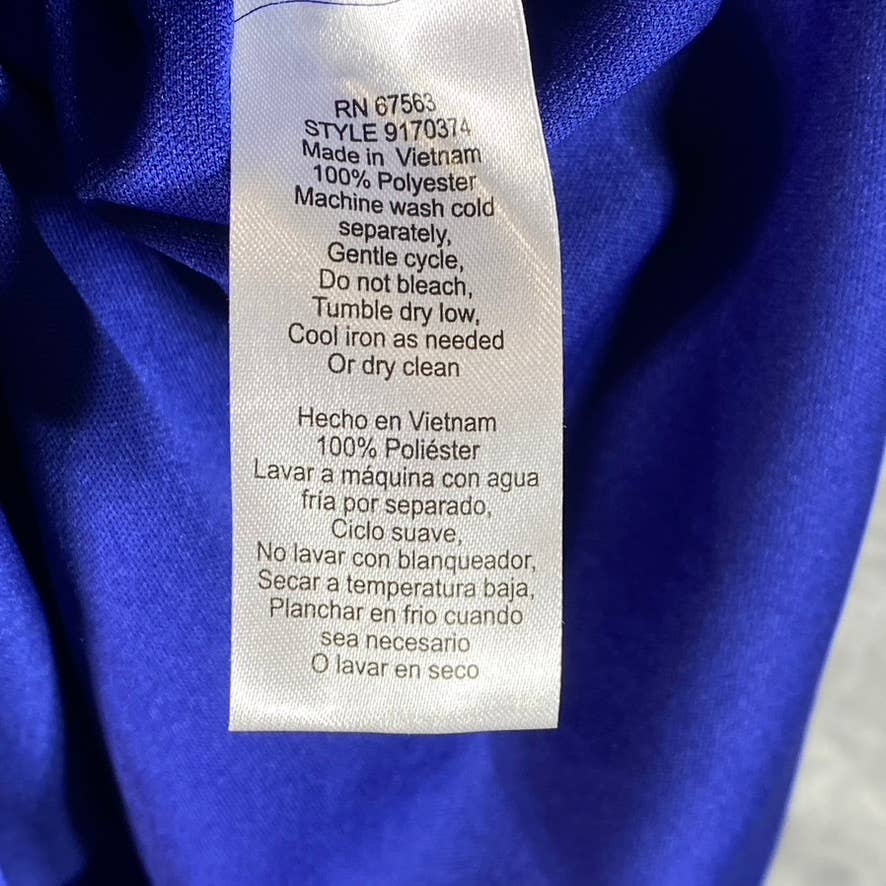 RN 67563
STYLE 9170374
Made in Vietnam
100% Polyester
Machine wash cold
separately,
Gentle cycle,
Do not bleach,
Tumble dry low,
Cool iron as needed
Or dry clean
Hecho en Vietnam
100% Poliéster
Lavar a máquina con agua
fría por separado,
Ciclo suave,
No lavar con blanqueador,
Secar a temperatura baja,
Planchar en frio cuando
sea necesario
O lavar en seco